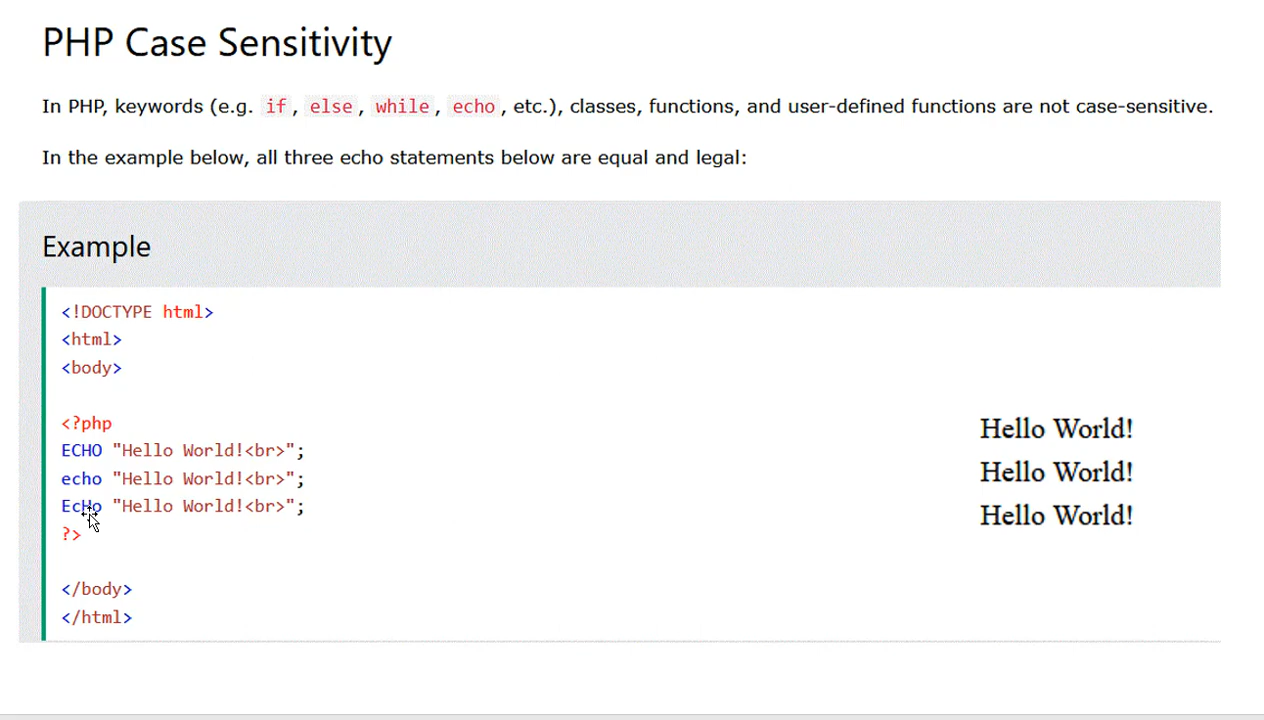 PHP Case Sensitivity
In PHP, keywords (e.g. if, else, while, echo, etc.), classes, functions, and user-defined functions are not case-sensitive.
In the example below, all three echo statements below are equal and legal:
Example
<!DOCTYPE html>
<html>
<body>
<?php
ECHO "Hello World!<br>";
echo "Hello World!<br>";
EcHo "Hello World!<br>";
?>
</body>
</html>
Hello World!
Hello World!
Hello World!